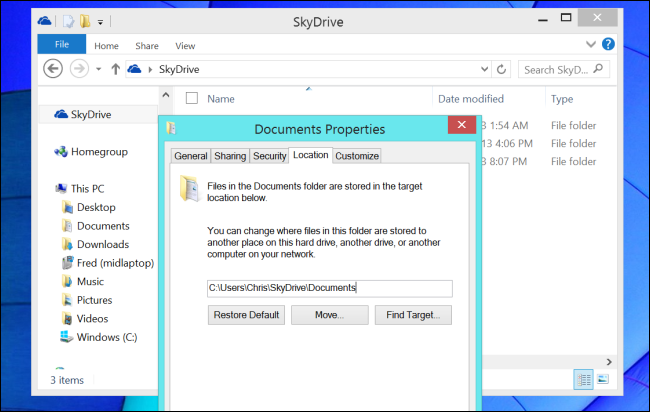 SkyDrive
File Home Share View
SkyDrive
Search SkyD...
Name Date modified Type
SkyDrive
Homegroup
This PC
Desktop
Documents
Downloads
Fred (midlaptop)
Music
Pictures
Videos
Windows (C:)
3 items
3 1:54 AM File folder
13 4:06 PM File folder
3 8:07 PM File folder
Documents Properties
General Sharing Security Location Customize
Files in the Documents folder are stored in the target
location below.
You can change where files in this folder are stored to
another place on this hard drive, another drive, or another
computer on your network.
C:\Users\Chris\SkyDrive\Documents
Restore Default Move... Find Target...